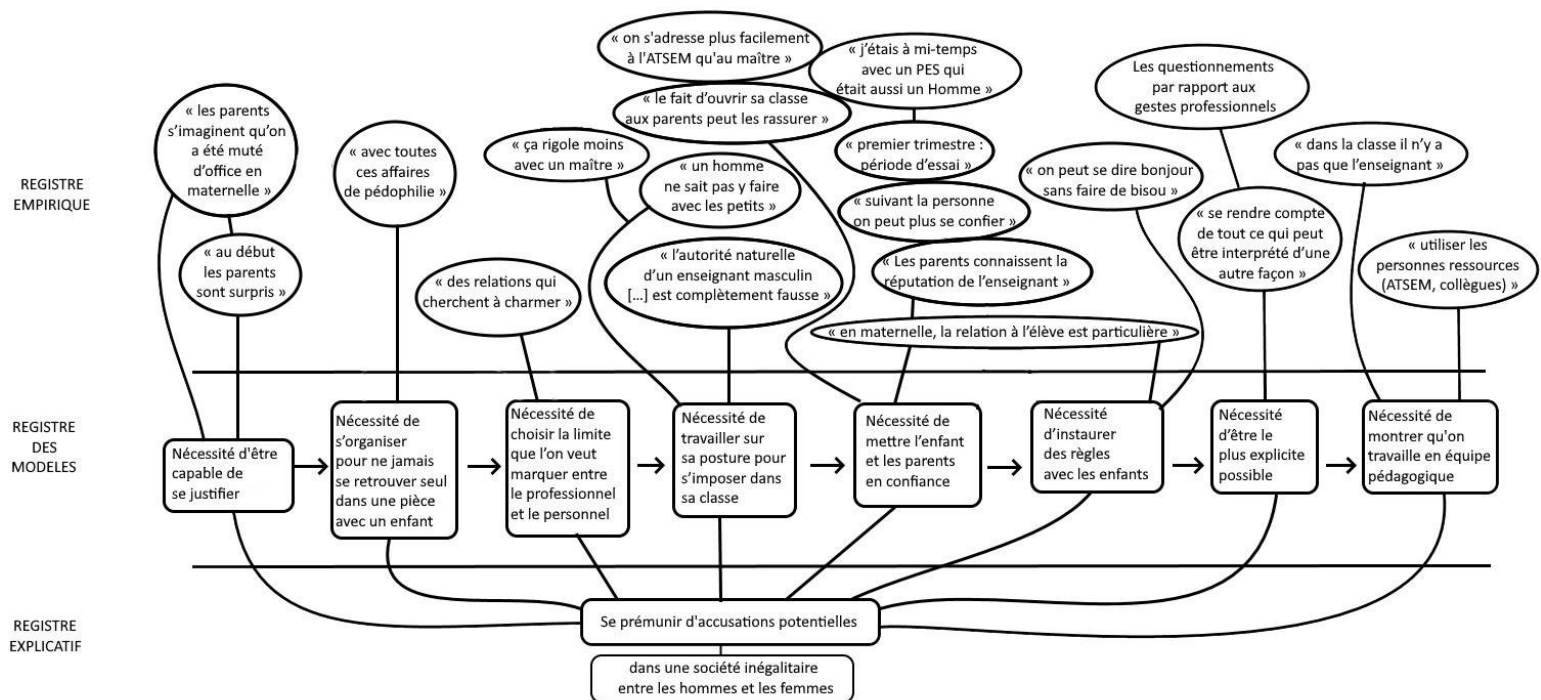 REGISTRE
EMPIRIQUE
« les parents
s'imaginent qu'on
a été muté
d'office en
maternelle »
« au début
les parents
sont surpris »
« avec toutes
ces affaires
de pédophilie »
« des relations qui
cherchent à charmer »
« ça rigole moins
avec un maître »
« on s'adresse plus facilement
à l'ATSEM qu'au maître »
« le fait d'ouvrir sa classe
aux parents peut les rassurer »
« un homme
ne sait pas y faire
avec les petits »
« l'autorité naturelle
d'un enseignant masculin
[...] est complètement fausse »
« j'étais à mi-temps
avec un PES qui
était aussi un Homme »
« premier trimestre :
période d'essai »
« suivant la personne
on peut plus se confier »
« Les parents connaissent la
réputation de l'enseignant »
« en maternelle, la relation à l'élève est particulière »
« on peut se dire bonjour
sans faire de bisou »
Les questionnements
par rapport aux
gestes professionnels
« se rendre compte
de tout ce qui peut
être interprété d'une
autre façon »
« dans la classe il n'y a
pas que l'enseignant »
« utiliser les
personnes ressources
(ATSEM, collègues) »
REGISTRE
DES
MODELES
Nécessité d'être
capable de
se justifier
Nécessité de
s'organiser
pour ne jamais
se retrouver seul
dans une pièce
avec un enfant
Nécessité de
choisir la limite
que l'on veut
marquer entre
le professionnel
et le personnel
Nécessité de
travailler sur
sa posture pour
s'imposer dans
sa classe
Nécessité de
mettre l'enfant
et les parents
en confiance
Nécessité
d'instaurer
des règles
avec les enfants
Nécessité
d'être le
plus explicite
possible
Nécessité de
montrer qu'on
travaille en équipe
pédagogique
REGISTRE
EXPLICATIF
Se prémunir d'accusations potentielles
dans une société inégalitaire
entre les hommes et les femmes